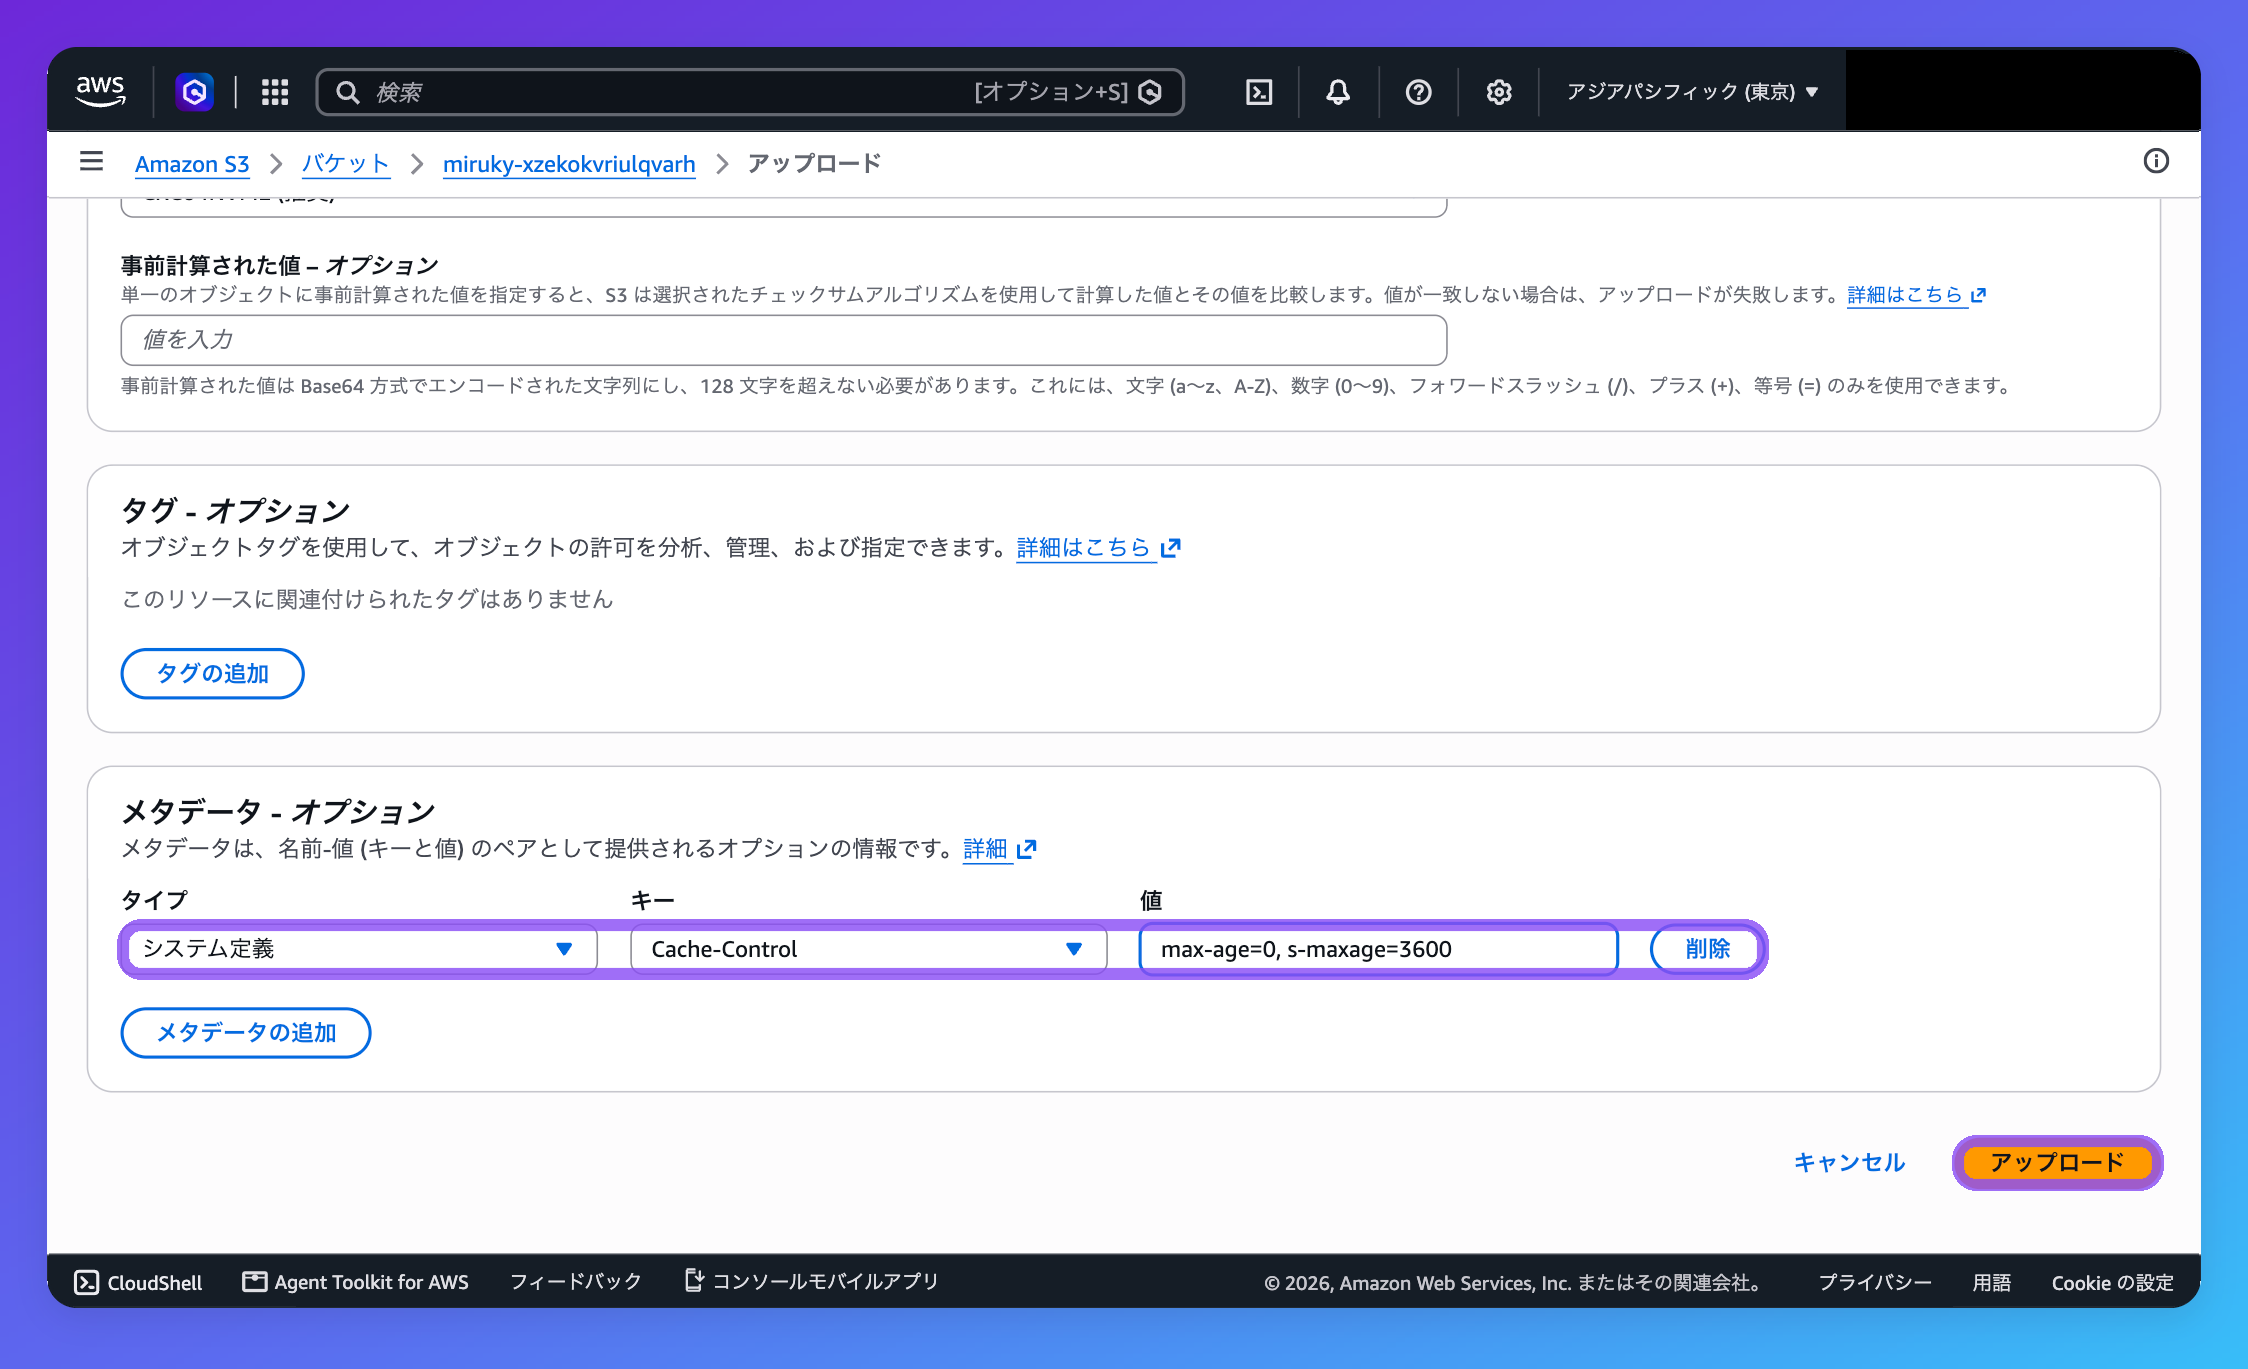 aws
検索
[オプション+S]
アジアパシフィック (東京)
Amazon S3
バケット
miruky-xzekokvriulqvarh
アップロード
事前計算された値 – オプション
単一のオブジェクトに事前計算された値を指定すると、S3 は選択されたチェックサムアルゴリズムを使用して計算した値とその値を比較します。値が一致しない場合は、アップロードが失敗します。詳細はこちら
値を入力
事前計算された値は Base64 方式でエンコードされた文字列にし、128 文字を超えない必要があります。これには、文字 (a～z、A-Z)、数字 (0～9)、フォワードスラッシュ (/)、プラス (+)、等号 (=) のみを使用できます。
タグ - オプション
オブジェクトタグを使用して、オブジェクトの許可を分析、管理、および指定できます。詳細はこちら
このリソースに関連付けられたタグはありません
タグの追加
メタデータ - オプション
メタデータは、名前-値 (キーと値) のペアとして提供されるオプションの情報です。詳細
タイプ
キー
値
システム定義
Cache-Control
max-age=0, s-maxage=3600
削除
メタデータの追加
キャンセル
アップロード
CloudShell
Agent Toolkit for AWS
フィードバック
コンソールモバイルアプリ
© 2026, Amazon Web Services, Inc. またはその関連会社。
プライバシー
用語
Cookie の設定